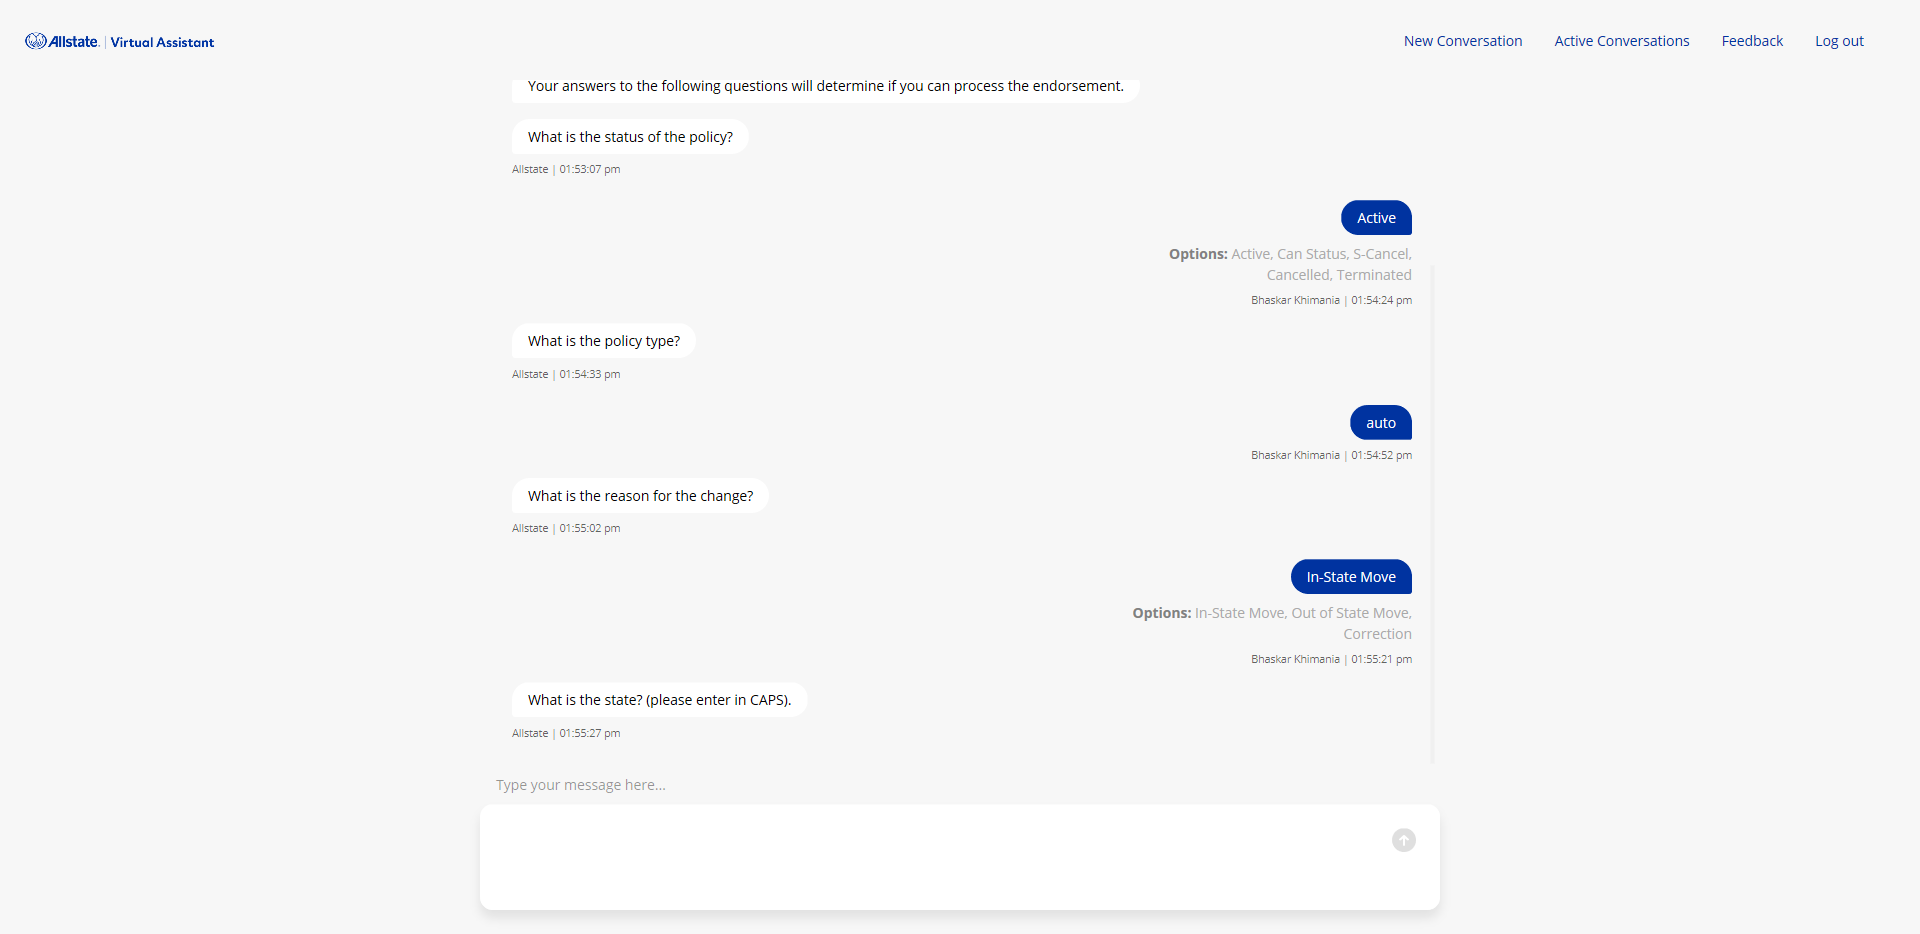 Allstate. | Virtual Assistant
New Conversation
Active Conversations
Feedback
Log out
Your answers to the following questions will determine if you can process the endorsement.
What is the status of the policy?
Allstate | 01:53:07 pm
Active
Options: Active, Can Status, S-Cancel,
Cancelled, Terminated
Bhaskar Khimania | 01:54:24 pm
What is the policy type?
Allstate | 01:54:33 pm
auto
Bhaskar Khimania | 01:54:52 pm
What is the reason for the change?
Allstate | 01:55:02 pm
In-State Move
Options: In-State Move, Out of State Move,
Correction
Bhaskar Khimania | 01:55:21 pm
What is the state? (please enter in CAPS).
Allstate | 01:55:27 pm
Type your message here...